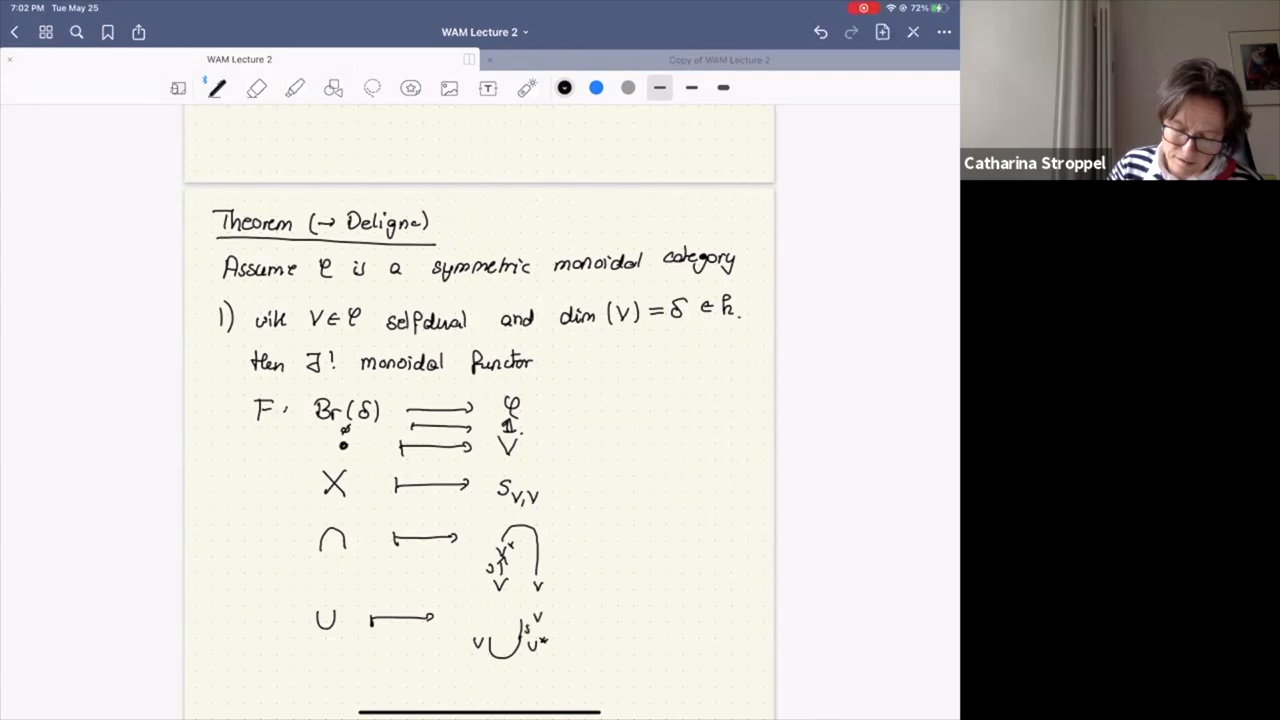 7:02 PM Tue May 25
72%
WAM Lecture 2
WAM Lecture 2
Copy of WAM Lecture 2
Catharina Stroppel
Theorem (→ Deligne)
Assume 𝒞 is a symmetric monoidal category
1) with V ∈ 𝒞 selfdual and dim (V) = δ ∈ k.
then ∃! monoidal functor
F: Br(δ) ⟶ 𝒞
ø ⟼ 𝟙.
• ⟼ V
X ⟼ S_{V,V}
∩ ⟼ V* ∩
V V
∪ ⟼ V ∪ V
V*